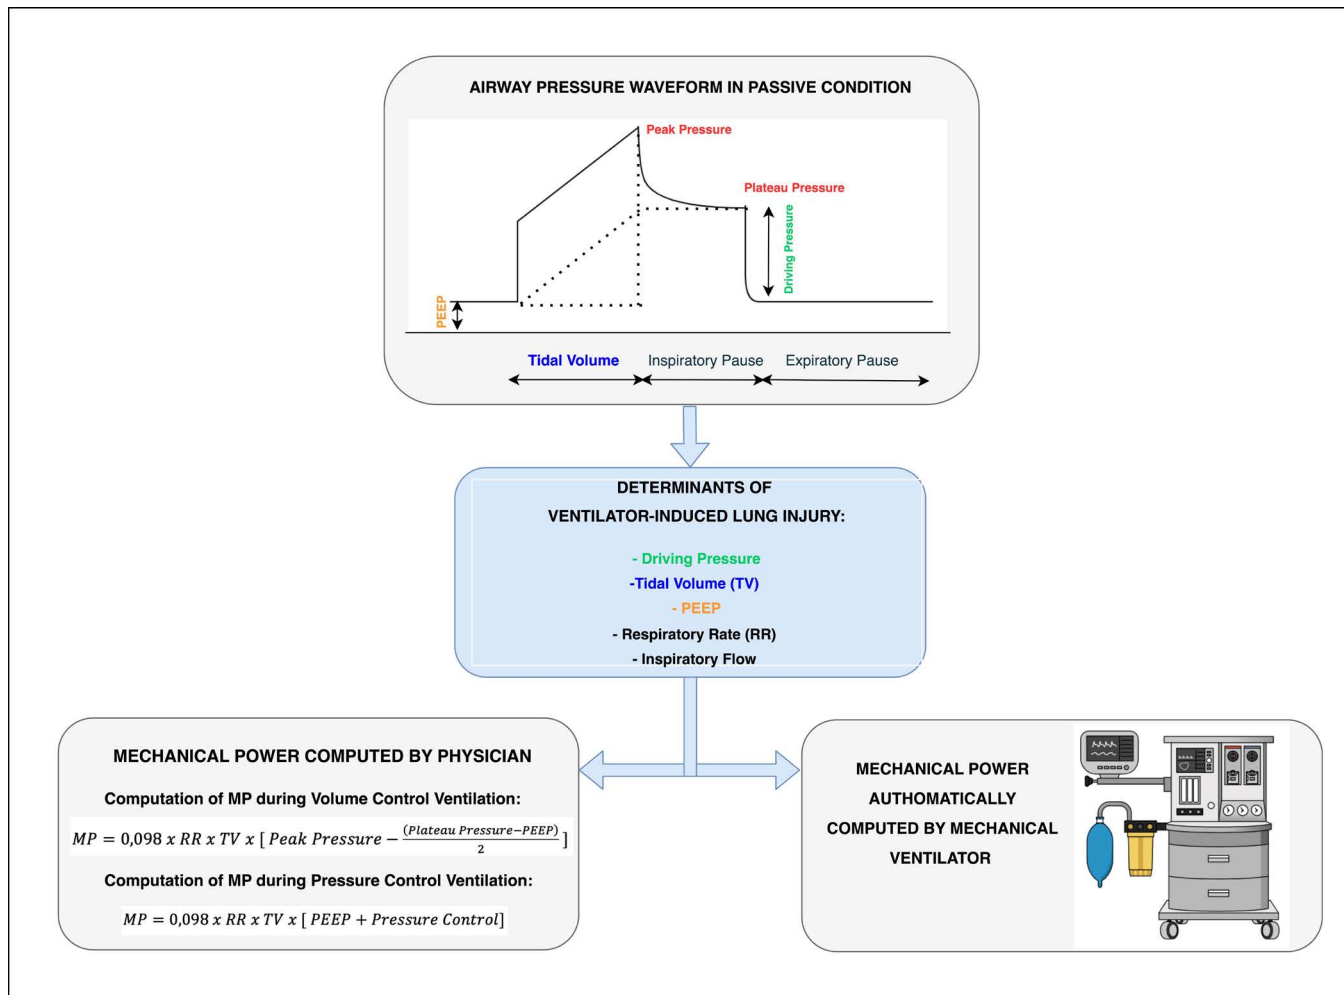 AIRWAY PRESSURE WAVEFORM IN PASSIVE CONDITION
Peak Pressure
Plateau Pressure
Driving Pressure
PEEP
Tidal Volume
Inspiratory Pause
Expiratory Pause
DETERMINANTS OF
VENTILATOR-INDUCED LUNG INJURY:
- Driving Pressure
-Tidal Volume (TV)
- PEEP
- Respiratory Rate (RR)
- Inspiratory Flow
MECHANICAL POWER COMPUTED BY PHYSICIAN
Computation of MP during Volume Control Ventilation:
MP = 0,098 x RR x TV x [ Peak Pressure − (Plateau Pressure−PEEP)/2 ]
Computation of MP during Pressure Control Ventilation:
MP = 0,098 x RR x TV x [ PEEP + Pressure Control]
MECHANICAL POWER
AUTHOMATICALLY
COMPUTED BY MECHANICAL
VENTILATOR